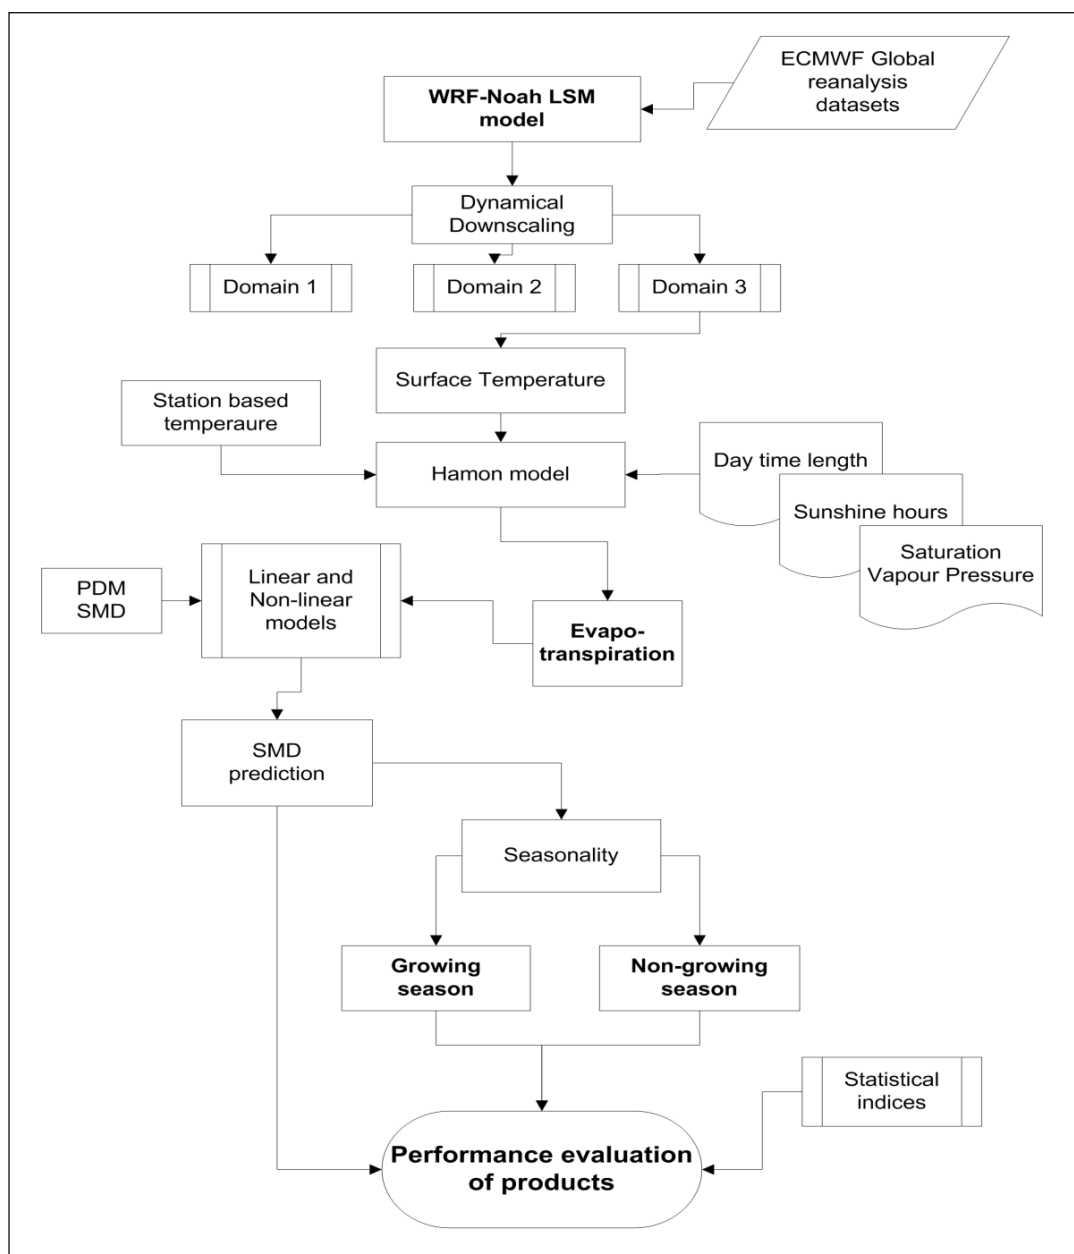 ECMWF Global
reanalysis
datasets
WRF-Noah LSM
model
Dynamical
Downscaling
Domain 1
Domain 2
Domain 3
Surface Temperature
Station based
temperaure
Hamon model
Day time length
Sunshine hours
Saturation
Vapour Pressure
PDM
SMD
Linear and
Non-linear
models
Evapo-
transpiration
SMD
prediction
Seasonality
Growing
season
Non-growing
season
Statistical
indices
Performance evaluation
of products